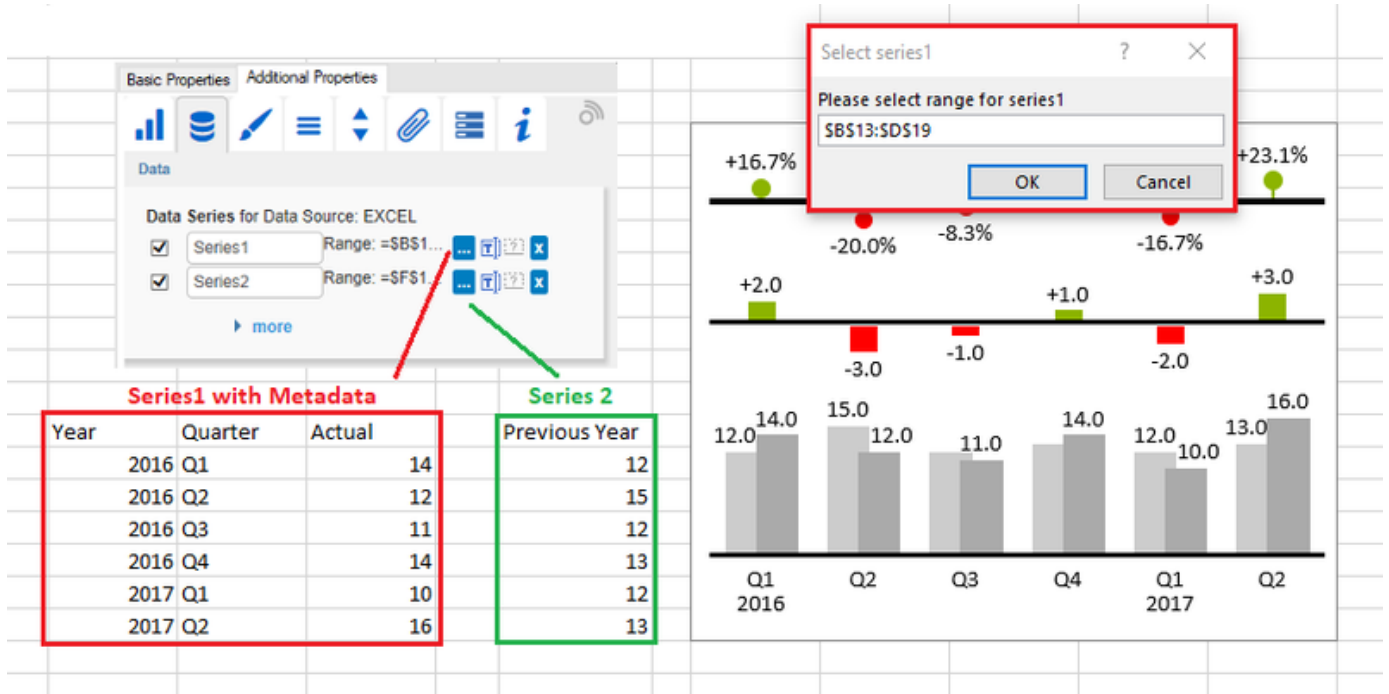 Basic Properties Additional Properties
Data
Data Series for Data Source: EXCEL
Series1 Range: =$B$1... ...
Series2 Range: =$F$1... ...
more
Series1 with Metadata
Year Quarter Actual
2016 Q1 14
2016 Q2 12
2016 Q3 11
2016 Q4 14
2017 Q1 10
2017 Q2 16
Series 2
Previous Year
12
15
12
13
12
13
Select series1 ? ×
Please select range for series1
$B$13:$D$19
OK Cancel
+16.7% +23.1%
-20.0% -8.3% -16.7%
+2.0 +1.0 +3.0
-3.0 -1.0 -2.0
12.0 14.0 15.0 12.0 11.0 14.0 12.0 10.0 13.0 16.0
Q1 Q2 Q3 Q4 Q1 Q2
2016 2017